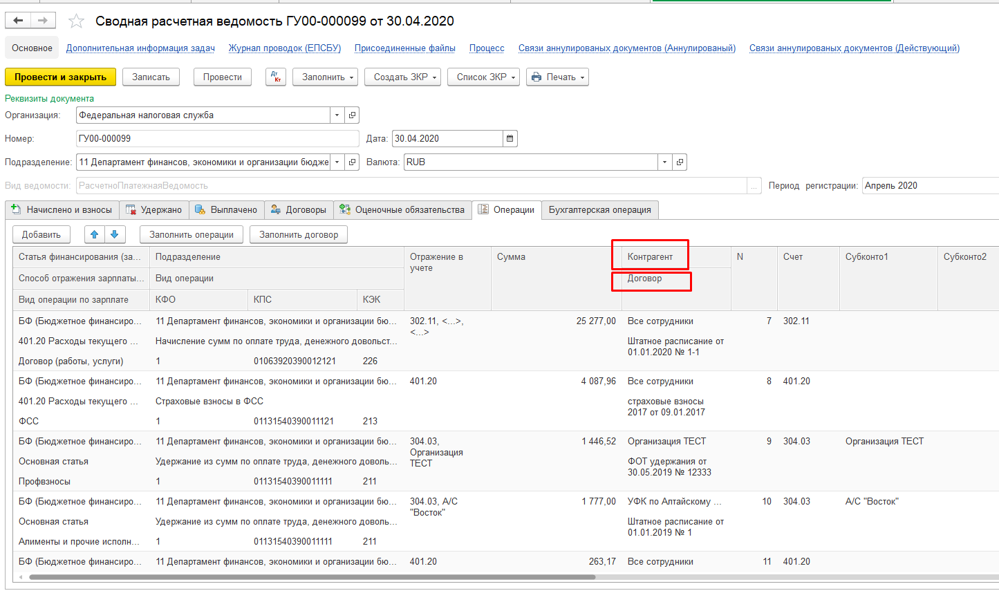 Сводная расчетная ведомость ГУ00-000099 от 30.04.2020
Основное Дополнительная информация задач Журнал проводок (ЕПСБУ) Присоединенные файлы Процесс Связи аннулированых документов (Аннулированый) Связи аннулированых документов (Действующий)
Провести и закрыть Записать Провести Дт Кт Заполнить Создать ЗКР Список ЗКР Печать
Реквизиты документа
Организация: Федеральная налоговая служба
Номер: ГУ00-000099 Дата: 30.04.2020
Подразделение: 11 Департамент финансов, экономики и организации бюдже Валюта: RUB
Вид ведомости: РасчетноПлатежнаяВедомость ... Период регистрации: Апрель 2020
Начислено и взносы Удержано Выплачено Договоры Оценочные обязательства Операции Бухгалтерская операция
Добавить Заполнить операции Заполнить договор
Статья финансирования (за... Подразделение Отражение в учете Сумма Контрагент N Счет Субконто1 Субконто2
Способ отражения зарплаты... Вид операции Договор
Вид операции по зарплате КФО КПС КЭК
БФ (Бюджетное финансиро... 11 Департамент финансов, экономики и организации бю... 302.11, <...>, <...> 25 277,00 Все сотрудники 7 302.11
401.20 Расходы текущего ... Начисление сумм по оплате труда, денежного довольст... Штатное расписание от 01.01.2020 № 1-1
Договор (работы, услуги) 1 01063920390012121 226
БФ (Бюджетное финансиро... 11 Департамент финансов, экономики и организации бю... 401.20 4 087,96 Все сотрудники 8 401.20
401.20 Расходы текущего ... Страховые взносы в ФСС страховые взносы 2017 от 09.01.2017
ФСС 1 01131540390011121 213
БФ (Бюджетное финансиро... 11 Департамент финансов, экономики и организации бю... 304.03, Организация ТЕСТ 1 446,52 Организация ТЕСТ 9 304.03 Организация ТЕСТ
Основная статья Удержание из сумм по оплате труда, денежного доволь... ФОТ удержания от 30.05.2019 № 12333
Профвзносы 1 01131540390011111 211
БФ (Бюджетное финансиро... 11 Департамент финансов, экономики и организации бю... 304.03, А/С "Восток" 1 777,00 УФК по Алтайскому ... 10 304.03 А/С "Восток"
Основная статья Удержание из сумм по оплате труда, денежного доволь... Штатное расписание от 01.01.2019 № 1
Алименты и прочие исполн... 1 01131540390011111 211
БФ (Бюджетное финансиро... 11 Департамент финансов, экономики и организации бю... 401.20 263,17 Все сотрудники 11 401.20